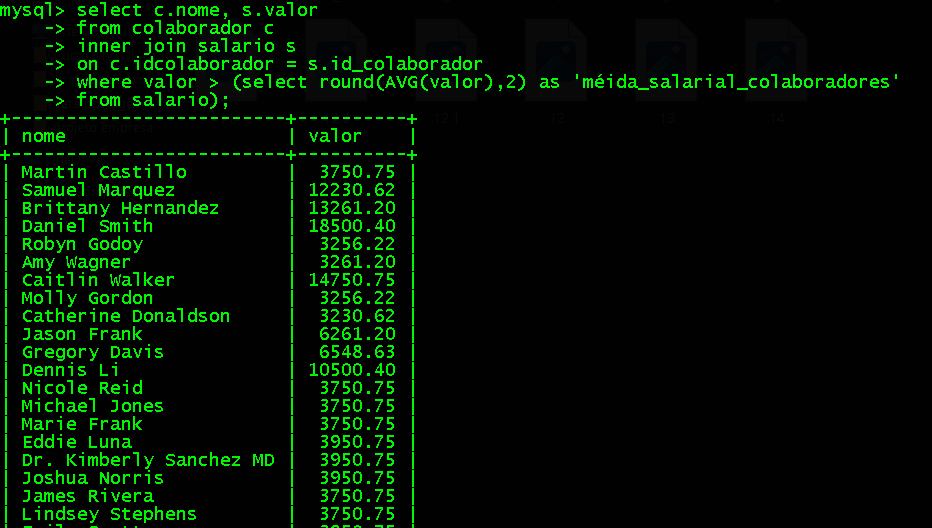 mysql> select c.nome, s.valor
    -> from colaborador c
    -> inner join salario s
    -> on c.idcolaborador = s.id_colaborador
    -> where valor > (select round(AVG(valor),2) as 'méida_salarial_colaboradores'
    -> from salario);
+------------------------+----------+
| nome                   | valor    |
+------------------------+----------+
| Martin Castillo        |  3750.75 |
| Samuel Marquez         | 12230.62 |
| Brittany Hernandez     | 13261.20 |
| Daniel Smith           | 18500.40 |
| Robyn Godoy            |  3256.22 |
| Amy Wagner             |  3261.20 |
| Caitlin Walker         | 14750.75 |
| Molly Gordon           |  3256.22 |
| Catherine Donaldson    |  3230.62 |
| Jason Frank            |  6261.20 |
| Gregory Davis          |  6548.63 |
| Dennis Li              | 10500.40 |
| Nicole Reid            |  3750.75 |
| Michael Jones          |  3750.75 |
| Marie Frank            |  3750.75 |
| Eddie Luna             |  3950.75 |
| Dr. Kimberly Sanchez MD |  3950.75 |
| Joshua Norris          |  3950.75 |
| James Rivera           |  3750.75 |
| Lindsey Stephens       |  3750.75 |